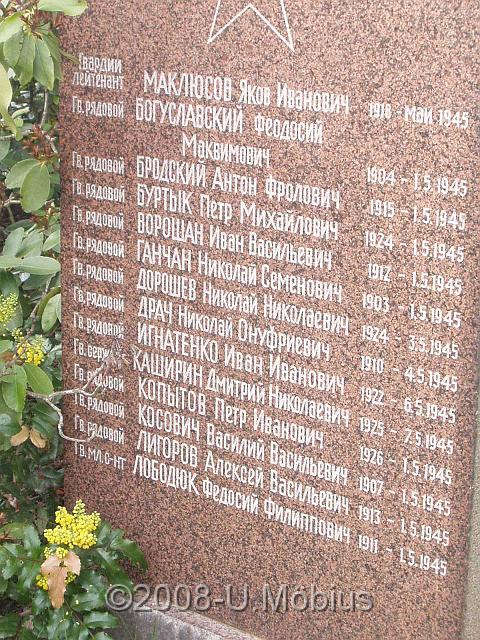 Гвардии
лейтенант МАКЛЮСОВ Яков Иванович 1918 - май 1945
Гв.рядовой БОГУСЛАВСКИЙ Феодосий
Маквимович 1904 - 1.5.1945
Гв.рядовой БРОДСКИЙ Антон Фролович 1915 - 1.5.1945
Гв.рядовой БУРТЫК Петр Михайлович 1924 - 1.5.1945
Гв.рядовой ВОРОЩАН Иван Васильевич 1912 - 1.5.1945
Гв.рядовой ГАНЧАН Николай Семенович 1903 - 1.5.1945
Гв.рядовой ДОРОЩЕВ Николай Николаевич 1924 - 3.5.1945
Гв.рядовой ДРАЧ Николай Онуфриевич 1910 - 4.5.1945
Гв.рядовой ИГНАТЕНКО Иван Иванович 1922 - 6.5.1945
КАШИРИН Дмитрий Николаевич 1925 - 7.5.1945
КОПЫТОВ Петр Иванович 1926 - 1.5.1945
Гв.рядовой КОСОВИЧ Василий Васильевич 1907 - 1.5.1945
Гв.рядовой ЛИГОРОВ Алексей Васильевич 1913 - 1.5.1945
Гв.мл.с-нт ЛОБОДЮК Федосий Филиппович 1911 - 1.5.1945
©2008-U.Möbius